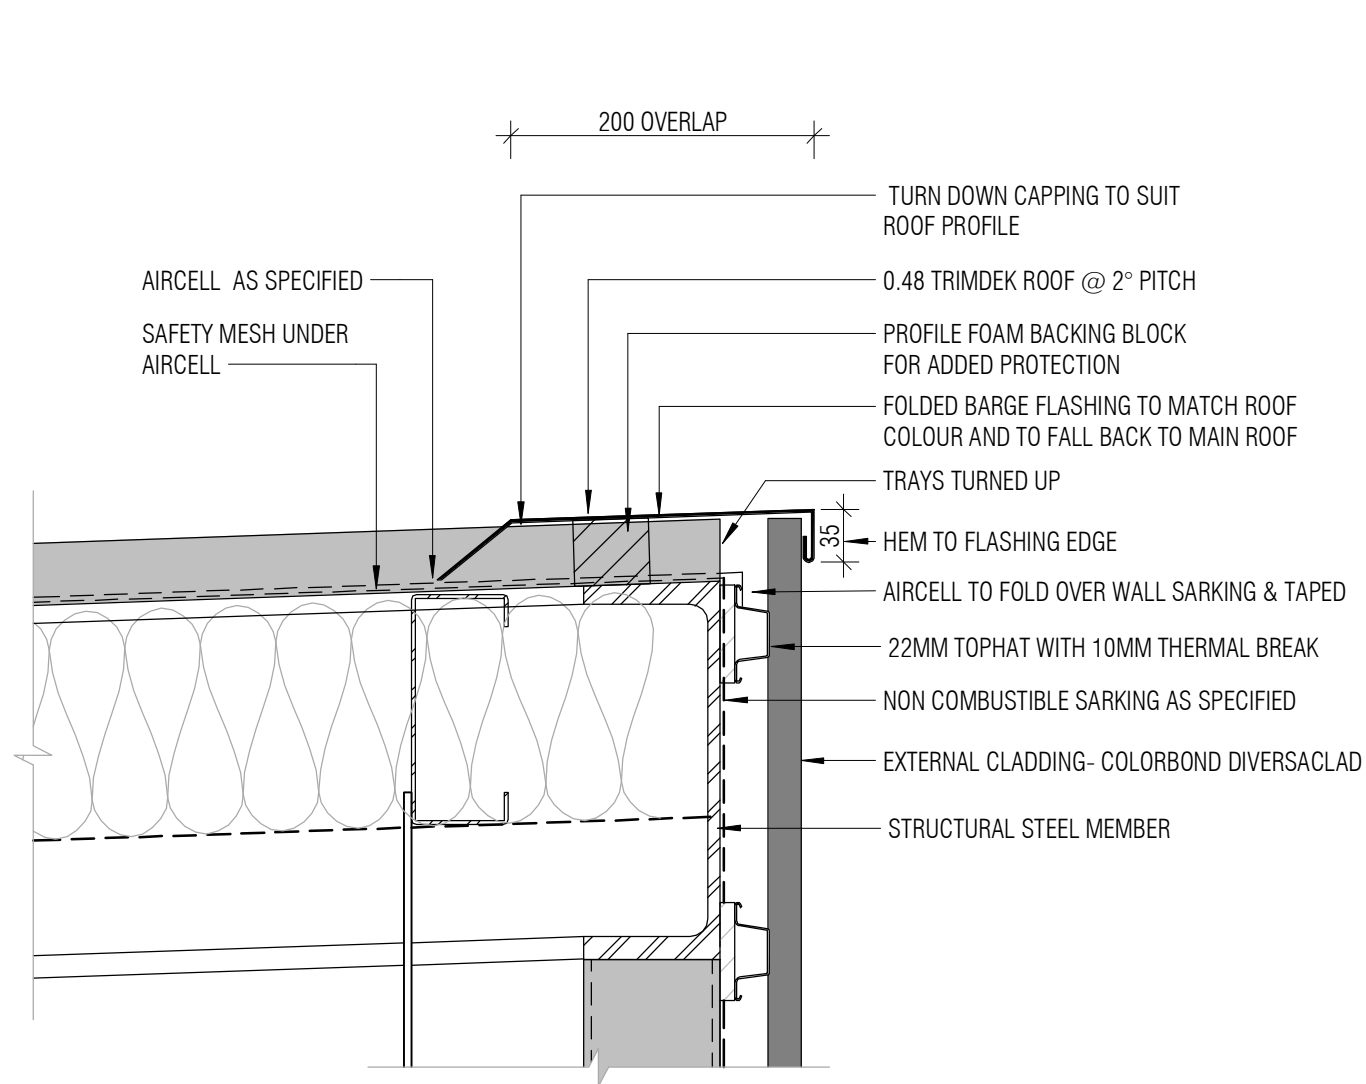 200 OVERLAP
TURN DOWN CAPPING TO SUIT
ROOF PROFILE
AIRCELL AS SPECIFIED
0.48 TRIMDEK ROOF @ 2° PITCH
SAFETY MESH UNDER
AIRCELL
PROFILE FOAM BACKING BLOCK
FOR ADDED PROTECTION
FOLDED BARGE FLASHING TO MATCH ROOF
COLOUR AND TO FALL BACK TO MAIN ROOF
TRAYS TURNED UP
35
HEM TO FLASHING EDGE
AIRCELL TO FOLD OVER WALL SARKING & TAPED
22MM TOPHAT WITH 10MM THERMAL BREAK
NON COMBUSTIBLE SARKING AS SPECIFIED
EXTERNAL CLADDING- COLORBOND DIVERSACLAD
STRUCTURAL STEEL MEMBER